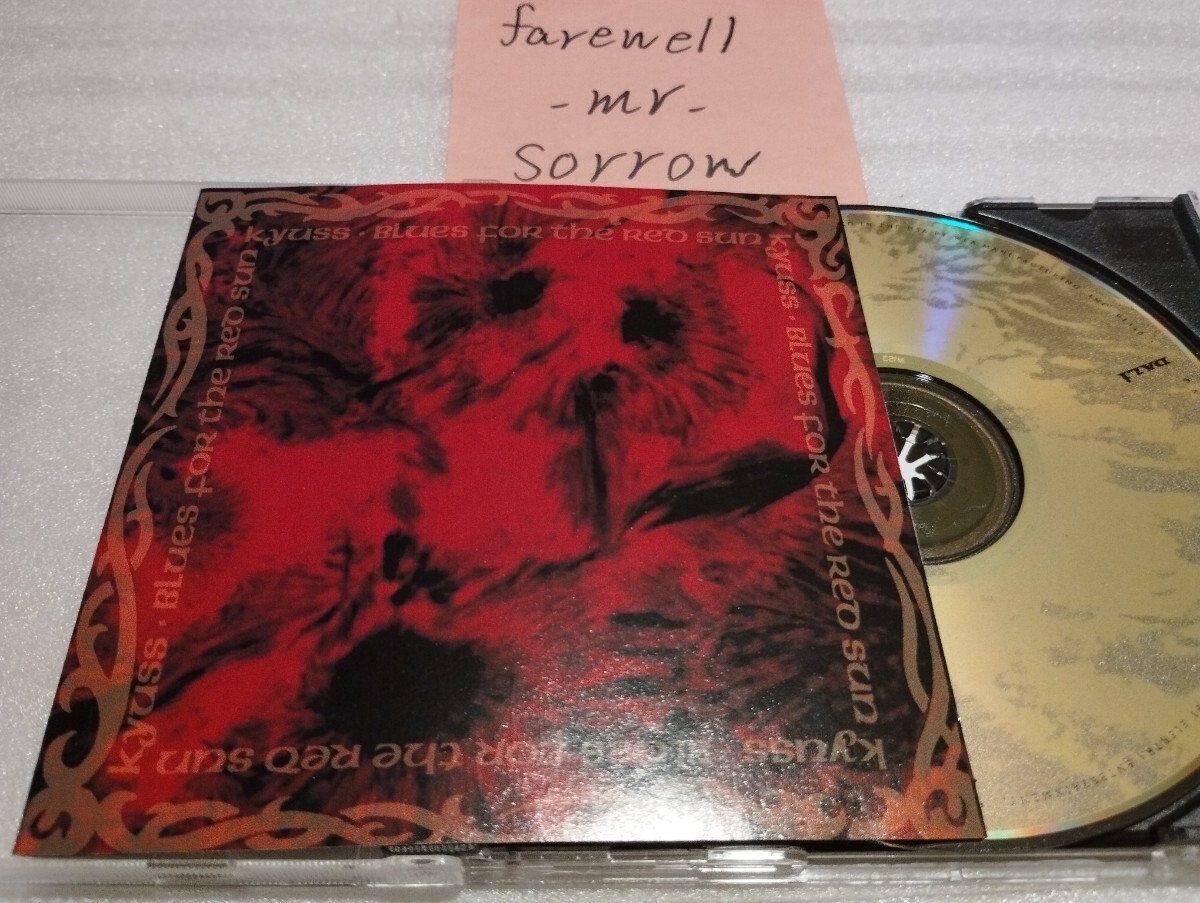 farewell
- mr -
sorrow
Kyuss · Blues for the Red Sun
Kyuss · Blues for the Red Sun
Kyuss · Blues for the Red Sun
Kyuss · for the Red Sun
DALI